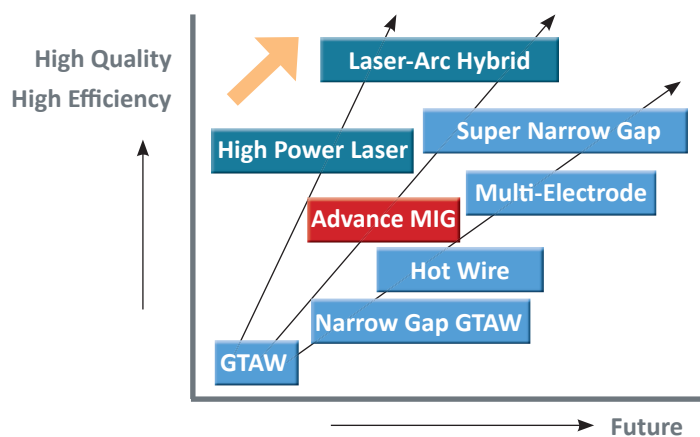 High Quality
High Efficiency
Laser-Arc Hybrid
Super Narrow Gap
High Power Laser
Multi-Electrode
Advance MIG
Hot Wire
Narrow Gap GTAW
GTAW
Future